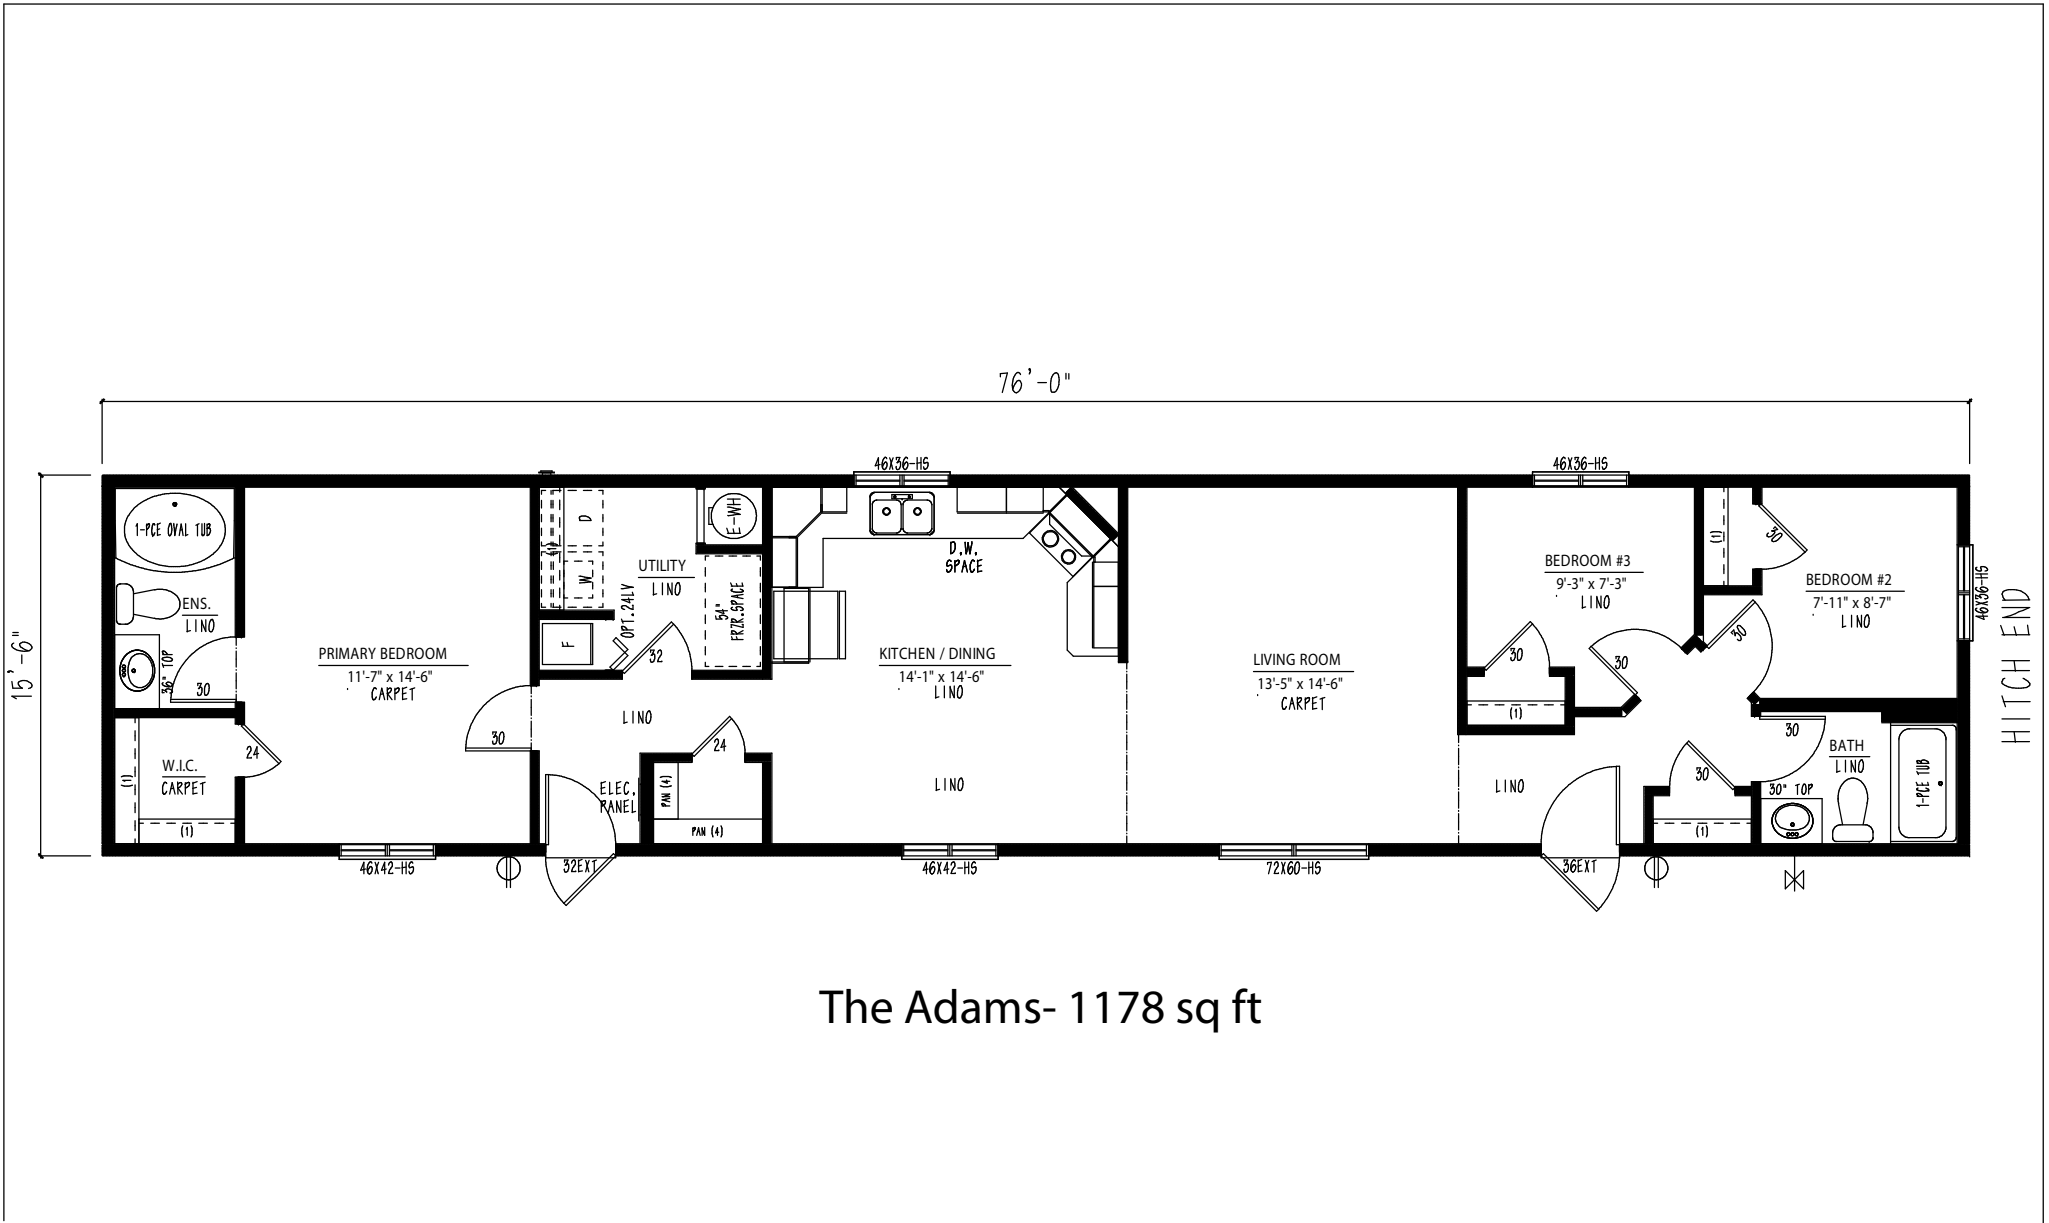 76'-0"
15'-6"
46X36-HS
46X36-HS
1-PCE OVAL TUB
ENS.
LINO
36" TOP
30
W.I.C.
CARPET
(1)
(1)
24
PRIMARY BEDROOM
11'-7" x 14'-6"
CARPET
30
D
W
(1)
UTILITY
LINO
OPT.24LV
E-WH
54"
FRZR.SPACE
F
32
LINO
24
ELEC.
PANEL
PAN (4)
PAN (4)
D.W.
SPACE
KITCHEN / DINING
14'-1" x 14'-6"
LINO
LINO
LIVING ROOM
13'-5" x 14'-6"
CARPET
BEDROOM #3
9'-3" x 7'-3"
LINO
30
(1)
30
(1)
30
BEDROOM #2
7'-11" x 8'-7"
LINO
30
46X36-HS
HITCH END
LINO
30
(1)
30
BATH
LINO
30" TOP
1-PCE TUB
46X42-HS
32EXT
46X42-HS
72X60-HS
36EXT
The Adams- 1178 sq ft